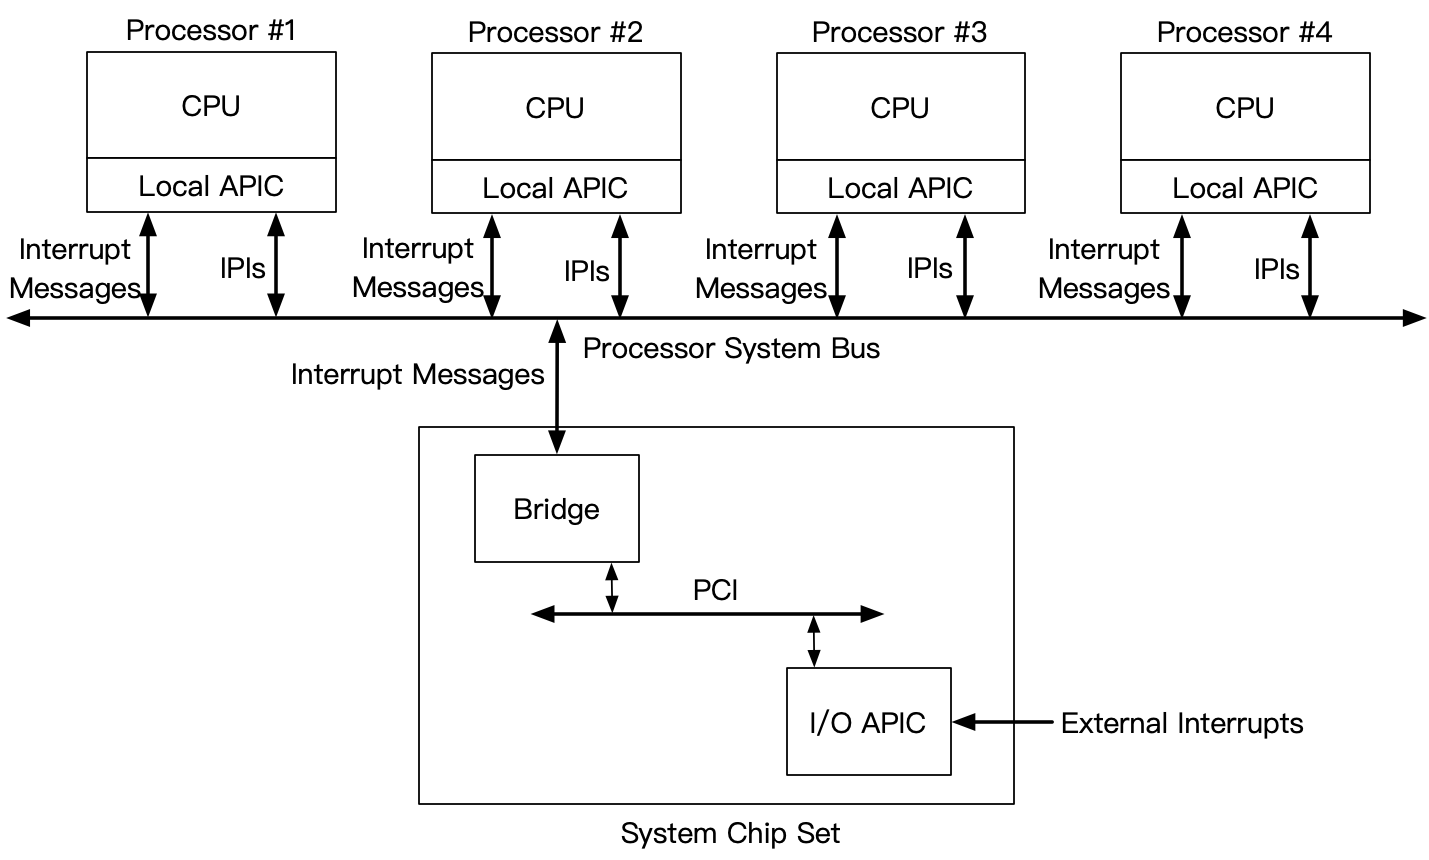 Processor #1
Processor #2
Processor #3
Processor #4
CPU
CPU
CPU
CPU
Local APIC
Local APIC
Local APIC
Local APIC
Interrupt
Messages
IPIs
Interrupt
Messages
IPIs
Interrupt
Messages
IPIs
Interrupt
Messages
IPIs
Processor System Bus
Interrupt Messages
Bridge
PCI
I/O APIC
External Interrupts
System Chip Set